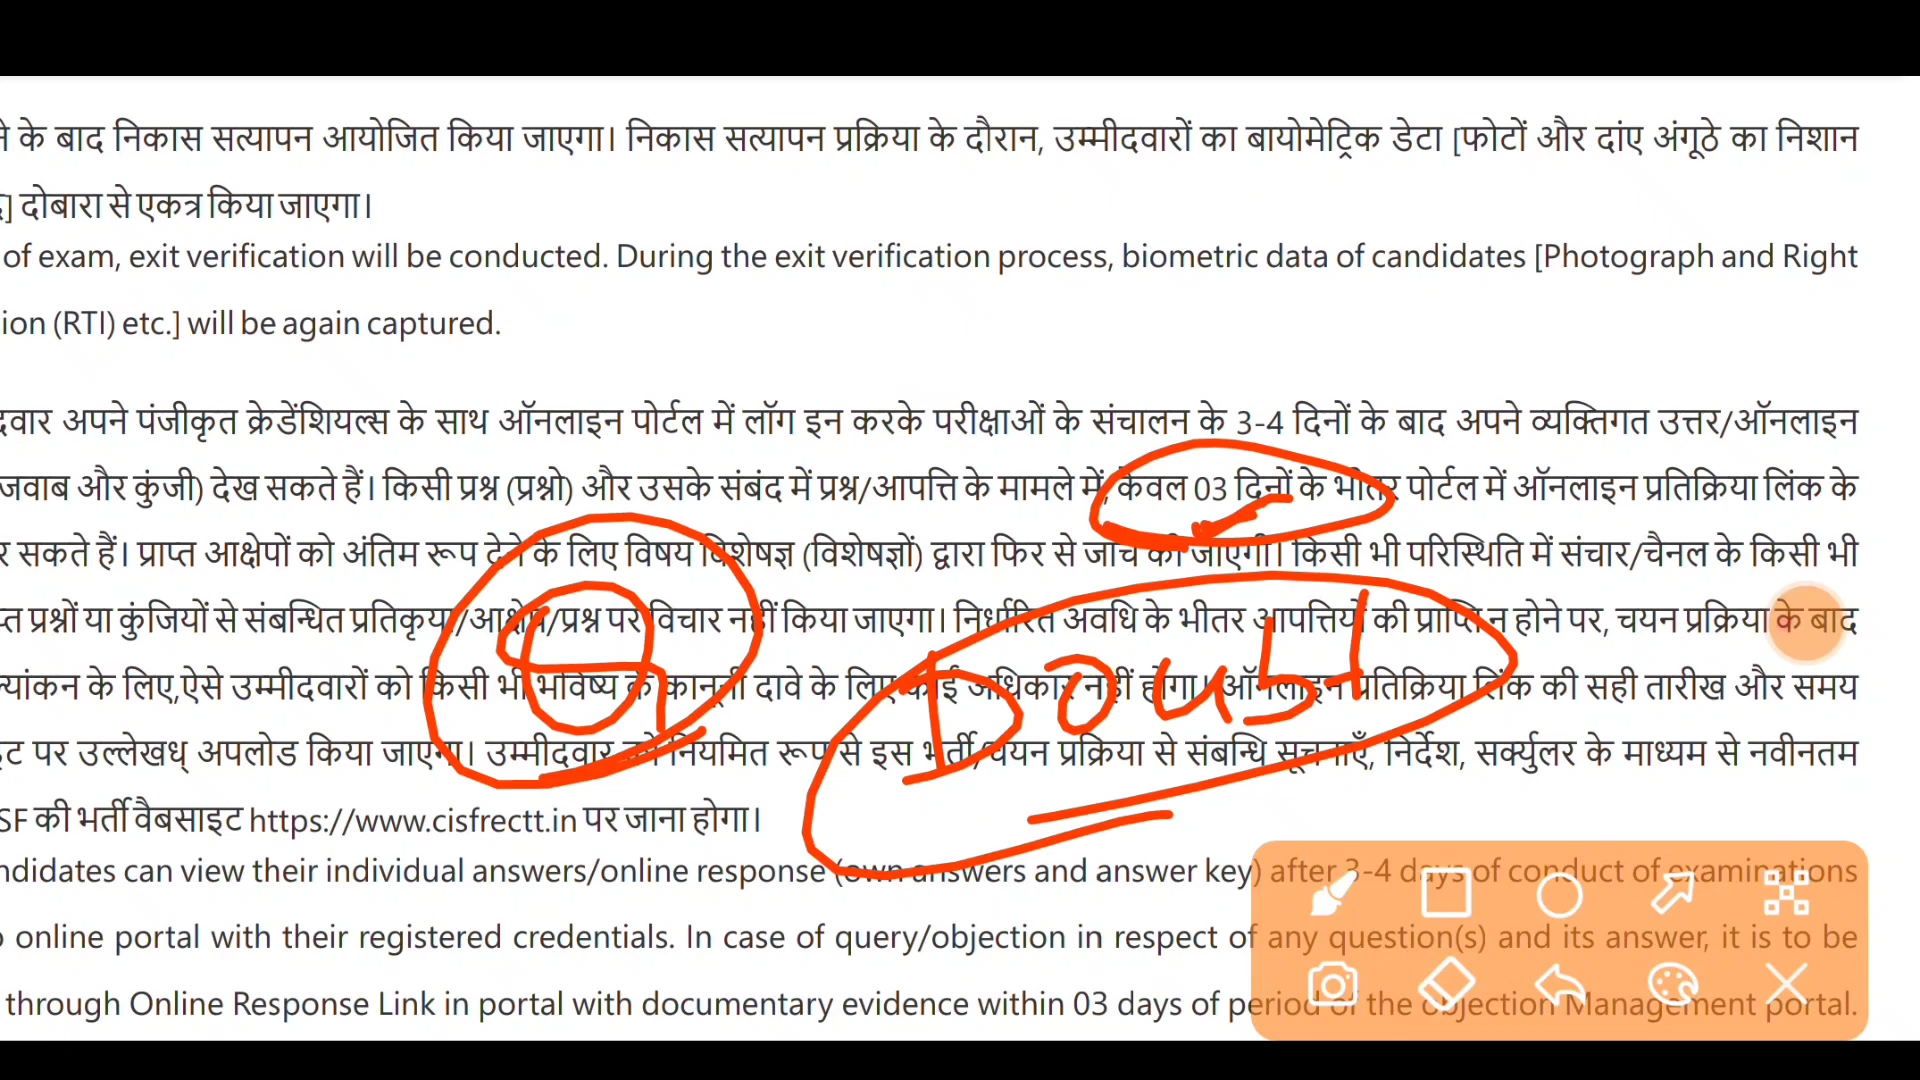 के बाद निकास सत्यापन आयोजित किया जाएगा। निकास सत्यापन प्रक्रिया के दौरान, उम्मीदवारों का बायोमेट्रिक डेटा [फोटों और दांए अंगूठे का निशान
] दोबारा से एकत्र किया जाएगा।
of exam, exit verification will be conducted. During the exit verification process, biometric data of candidates [Photograph and Right
ion (RTI) etc.] will be again captured.
दवार अपने पंजीकृत क्रेडेंशियल्स के साथ ऑनलाइन पोर्टल में लॉग इन करके परीक्षाओं के संचालन के 3-4 दिनों के बाद अपने व्यक्तिगत उत्तर/ऑनलाइन
जवाब और कुंजी) देख सकते हैं। किसी प्रश्न (प्रश्नो) और उसके संबंद में प्रश्न/आपत्ति के मामले में, केवल 03 दिनों के भीतर पोर्टल में ऑनलाइन प्रतिक्रिया लिंक के
र सकते हैं। प्राप्त आक्षेपों को अंतिम रूप देने के लिए विषय विशेषज्ञ (विशेषज्ञों) द्वारा फिर से जांच की जाएगी। किसी भी परिस्थिति में संचार/चैनल के किसी भी
प्त प्रश्नों या कुंजियों से संबन्धित प्रतिकृया/आक्षेप/प्रश्न पर विचार नहीं किया जाएगा। निर्धारित अवधि के भीतर आपत्तियों की प्राप्ति न होने पर, चयन प्रक्रिया के बाद
ल्यांकन के लिए,ऐसे उम्मीदवारों को किसी भी भविष्य के कानूनी दावे के लिए कोई अधिकार नहीं होगा। ऑनलाइन प्रतिक्रिया लिंक की सही तारीख और समय
Doubt
इट पर उल्लेखध् अपलोड किया जाएगा। उम्मीदवार को नियमित रूप से इस भर्ती/चयन प्रक्रिया से संबन्धि सूचनाएँ, निर्देश, सर्क्युलर के माध्यम से नवीनतम
SF की भर्ती वैबसाइट https://www.cisfrectt.in पर जाना होगा।
ndidates can view their individual answers/online response (own answers and answer key) after 3-4 days of conduct of examinations
o online portal with their registered credentials. In case of query/objection in respect of any question(s) and its answer, it is to be
through Online Response Link in portal with documentary evidence within 03 days of period of the objection Management portal.